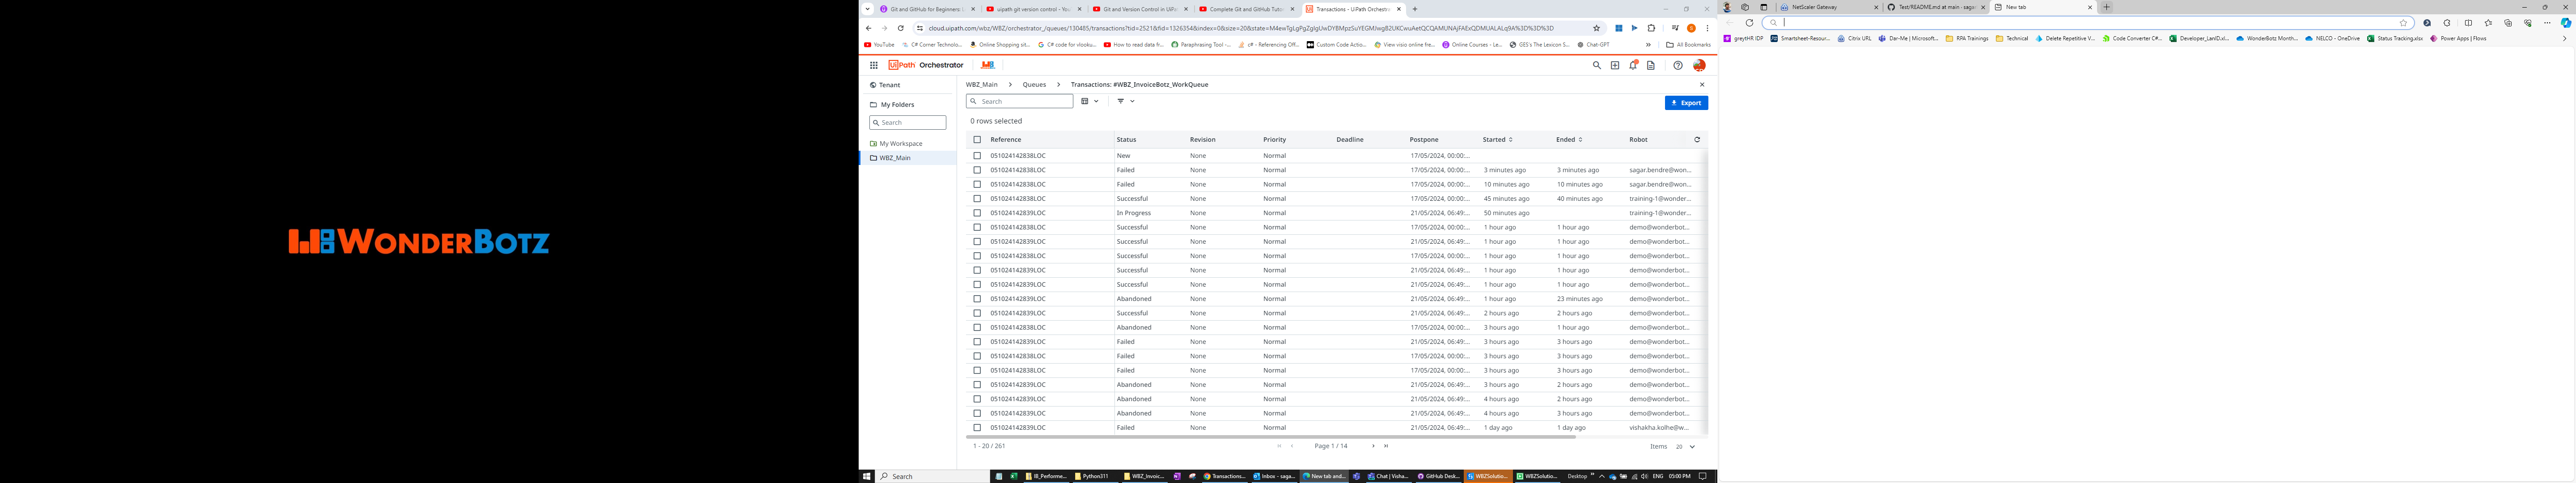 WONDERBOTZ
Git and GitHub for Beginners: (
uipath git version control - You
Git and Version Control in UiPa
Complete Git and GitHub Tutor
Transactions - UiPath Orchestra
cloud.uipath.com/wbz/WBZ/orchestrator_/queues/130485/transactions?tid=2521&fid=1326354&index=0&size=20&state=
YouTube
C# Corner Technolo...
Online Shopping sit...
C# code for vlooku...
How to read data fr...
Paraphrasing Tool -...
c# - Referencing Off...
Custom Code Actio...
View visio online fre...
Online Courses - Le...
GES's The Lexicon S...
Chat-GPT
All Bookmarks
UiPath Orchestrator
Tenant
My Folders
Search
My Workspace
WBZ_Main
WBZ_Main > Queues > Transactions: #WBZ_InvoiceBotz_WorkQueue
Search
Export
0 rows selected
Reference Status Revision Priority Deadline Postpone Started Ended Robot
051024142838LOC New None Normal 17/05/2024, 00:00:...
051024142838LOC Failed None Normal 17/05/2024, 00:00:... 3 minutes ago 3 minutes ago sagar.bendre@won...
051024142838LOC Failed None Normal 17/05/2024, 00:00:... 10 minutes ago 10 minutes ago sagar.bendre@won...
051024142838LOC Successful None Normal 17/05/2024, 00:00:... 45 minutes ago 40 minutes ago training-1@wonder...
051024142839LOC In Progress None Normal 21/05/2024, 06:49:... 50 minutes ago training-1@wonder...
051024142838LOC Successful None Normal 17/05/2024, 00:00:... 1 hour ago 1 hour ago demo@wonderbot...
051024142839LOC Successful None Normal 21/05/2024, 06:49:... 1 hour ago 1 hour ago demo@wonderbot...
051024142838LOC Successful None Normal 17/05/2024, 00:00:... 1 hour ago 1 hour ago demo@wonderbot...
051024142839LOC Successful None Normal 21/05/2024, 06:49:... 1 hour ago 1 hour ago demo@wonderbot...
051024142839LOC Successful None Normal 21/05/2024, 06:49:... 1 hour ago 1 hour ago demo@wonderbot...
051024142839LOC Abandoned None Normal 21/05/2024, 06:49:... 1 hour ago 23 minutes ago demo@wonderbot...
051024142839LOC Successful None Normal 21/05/2024, 06:49:... 2 hours ago 2 hours ago demo@wonderbot...
051024142838LOC Abandoned None Normal 17/05/2024, 00:00:... 3 hours ago 1 hour ago demo@wonderbot...
051024142839LOC Failed None Normal 21/05/2024, 06:49:... 3 hours ago 3 hours ago demo@wonderbot...
051024142838LOC Failed None Normal 17/05/2024, 00:00:... 3 hours ago 3 hours ago demo@wonderbot...
051024142838LOC Failed None Normal 17/05/2024, 00:00:... 3 hours ago 3 hours ago demo@wonderbot...
051024142839LOC Abandoned None Normal 21/05/2024, 06:49:... 3 hours ago 2 hours ago demo@wonderbot...
051024142839LOC Abandoned None Normal 21/05/2024, 06:49:... 4 hours ago 2 hours ago demo@wonderbot...
051024142839LOC Abandoned None Normal 21/05/2024, 06:49:... 4 hours ago 3 hours ago demo@wonderbot...
051024142839LOC Failed None Normal 21/05/2024, 06:49:... 1 day ago 1 day ago vishakha.kolhe@w...
1 - 20 / 261
Page 1 / 14
Items 20
Search
Python311
WBZ_Invoic...
Transactions...
Inbox - saga...
New tab and...
Chat | Visha...
GitHub Desk...
WBZSolutio...
WBZSolutio...
Desktop
ENG
05:00 PM
NetScaler Gateway
Test/README.md at main - sagar
New tab
greytHR IDP
Smartsheet-Resour...
Citrix URL
Dar-Me | Microsoft...
RPA Trainings
Technical
Delete Repetitive V...
Code Converter C#...
Developer_LanID.xl...
WonderBotz Month...
NELCO - OneDrive
Status Tracking.xlsx
Power Apps | Flows